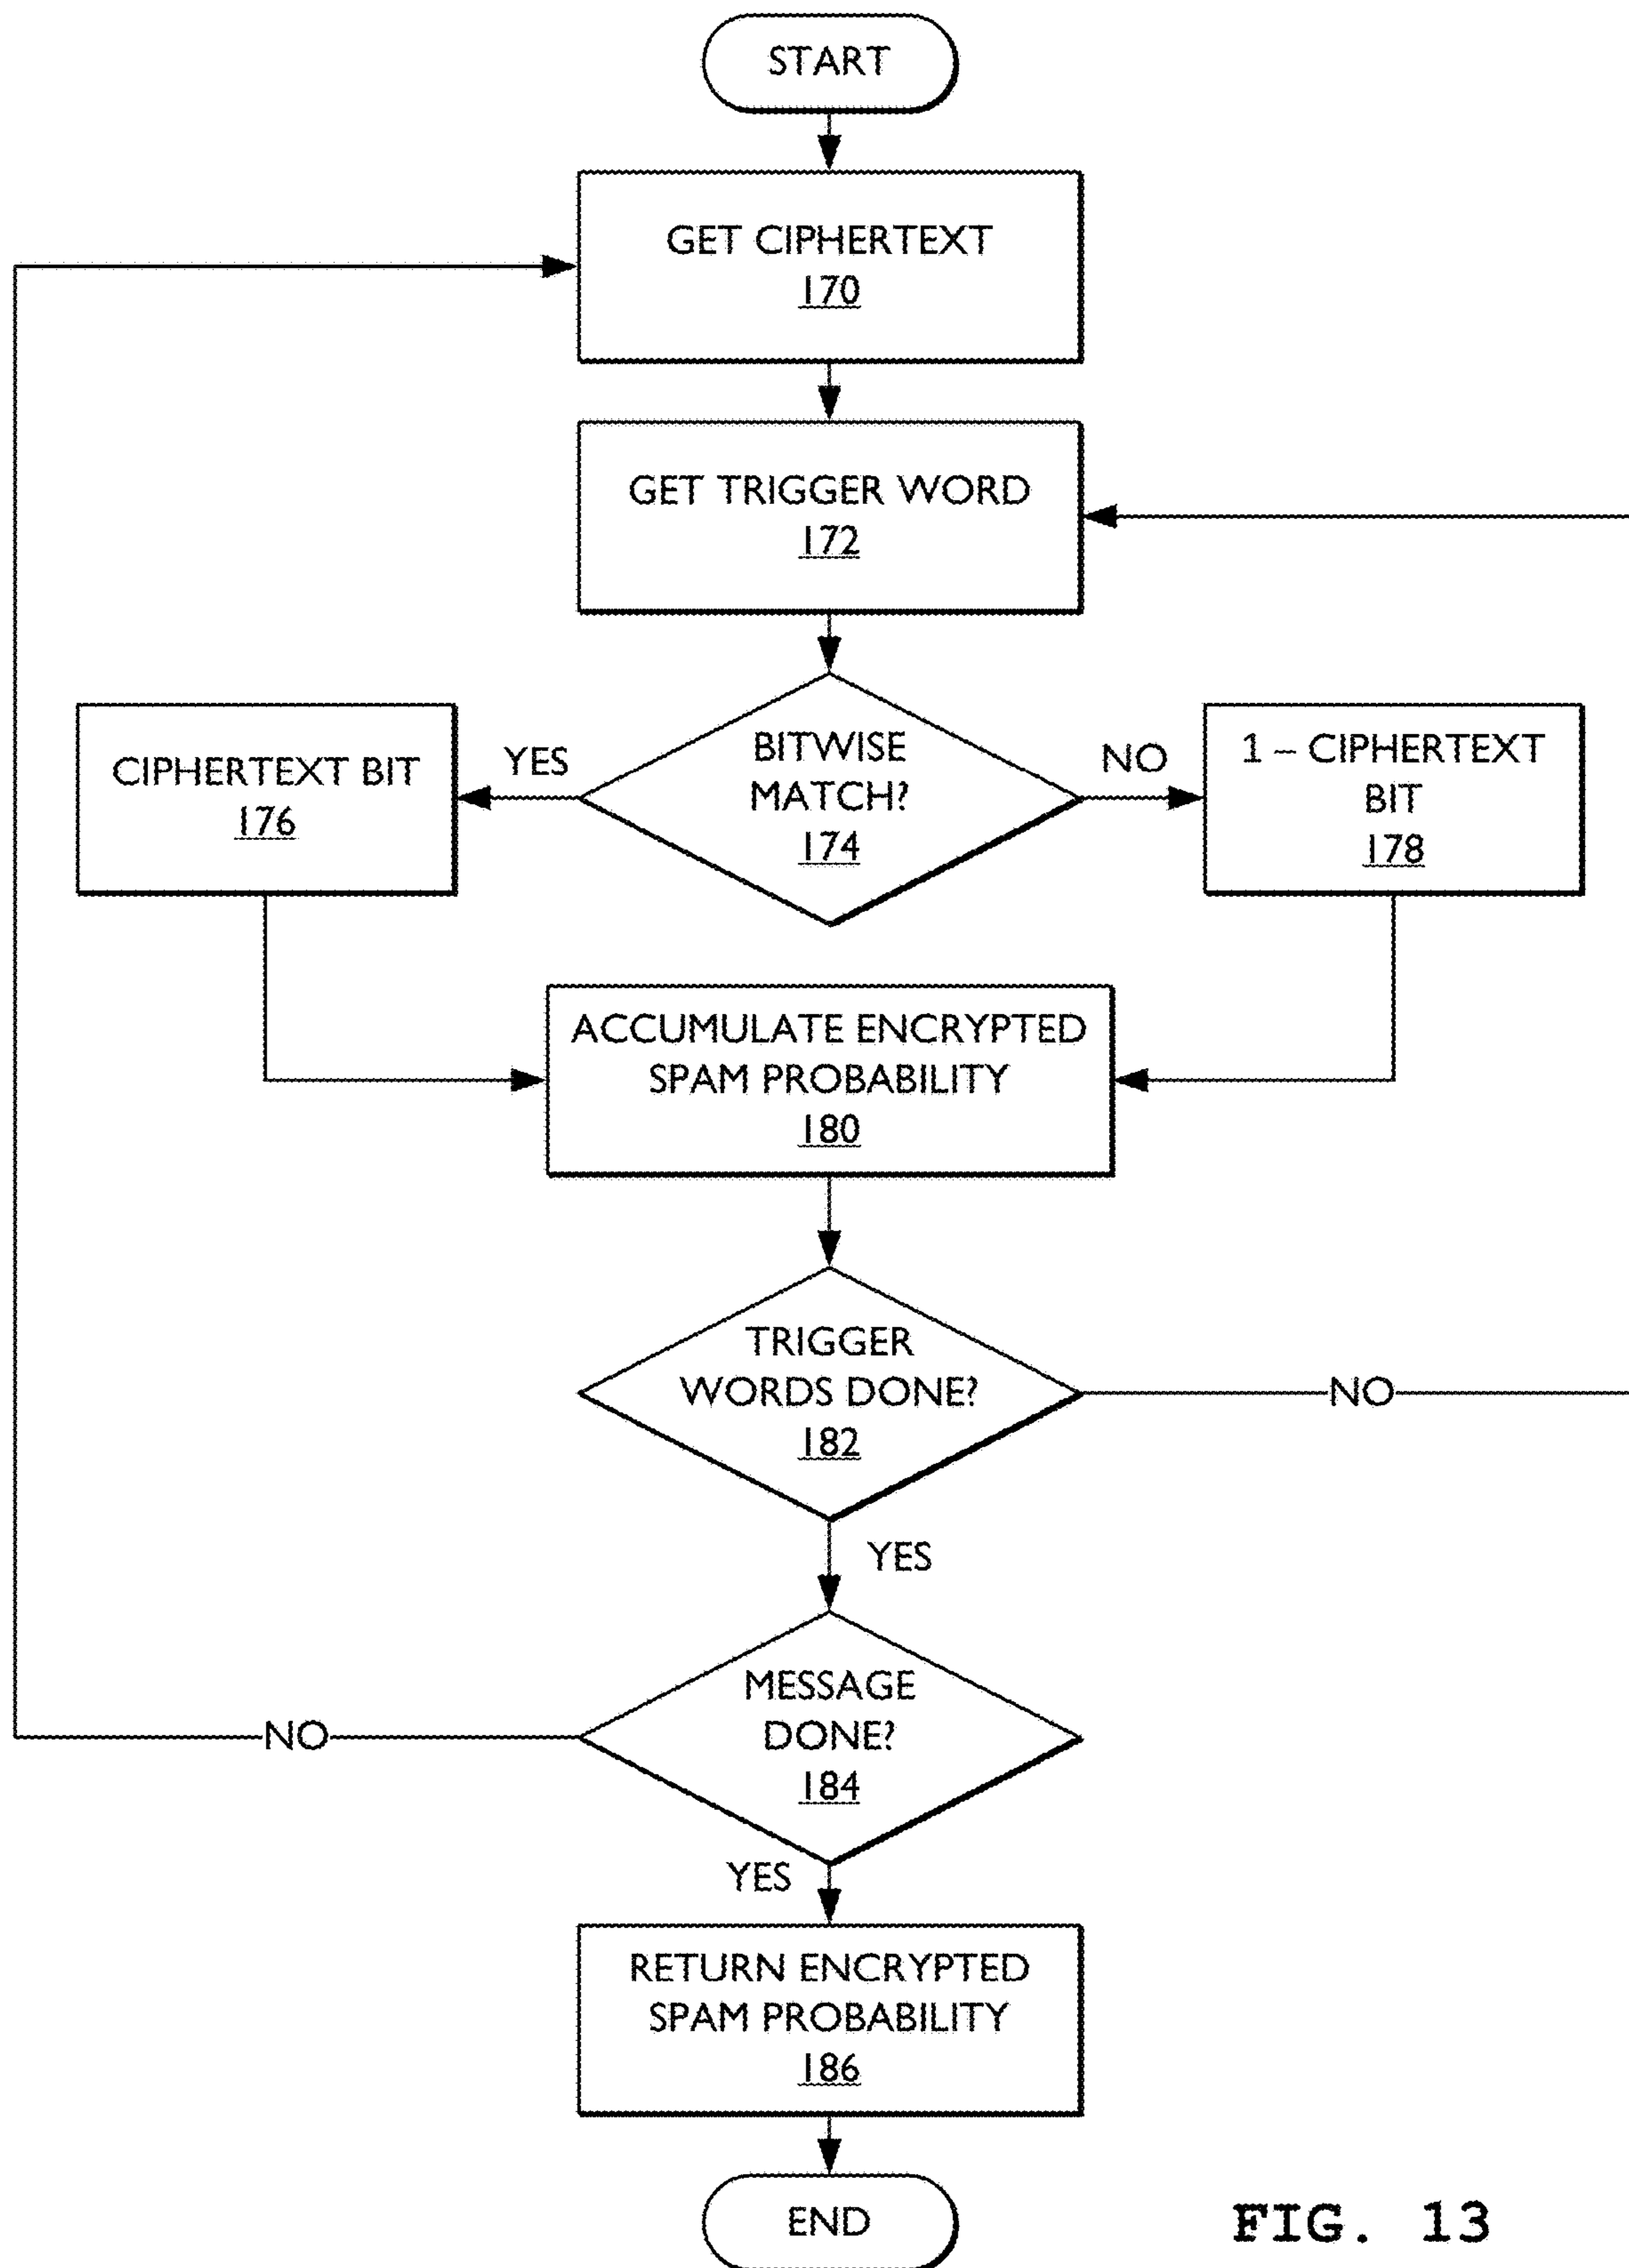 START
GET CIPHERTEXT
170
GET TRIGGER WORD
172
BITWISE
MATCH?
174
YES
NO
CIPHERTEXT BIT
176
1 – CIPHERTEXT
BIT
178
ACCUMULATE ENCRYPTED
SPAM PROBABILITY
180
TRIGGER
WORDS DONE?
182
NO
YES
MESSAGE
DONE?
184
NO
YES
RETURN ENCRYPTED
SPAM PROBABILITY
186
END
FIG. 13